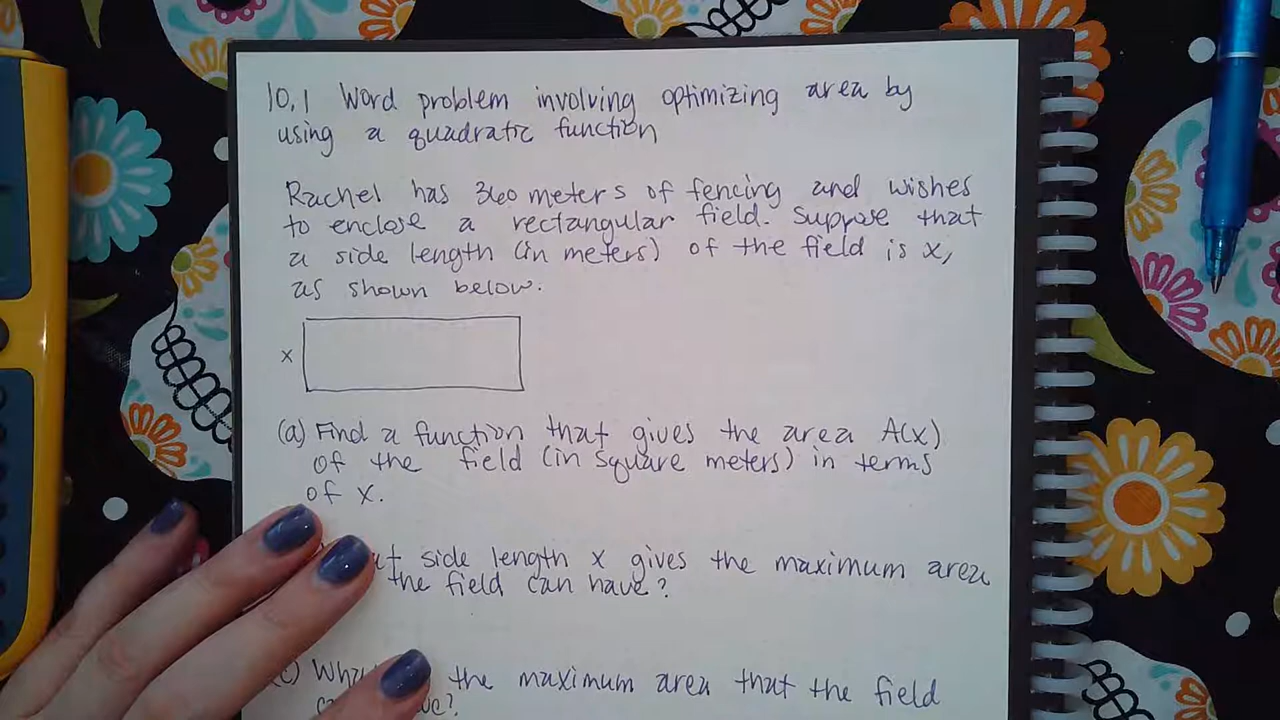 10.1 Word problem involving optimizing area by
using a quadratic function
Rachel has 360 meters of fencing and wishes
to enclose a rectangular field. Suppose that
a side length (in meters) of the field is x,
as shown below.
x
(a) Find a function that gives the area A(x)
of the field (in square meters) in terms
of x.
side length x gives the maximum area
the field can have?
the maximum area that the field